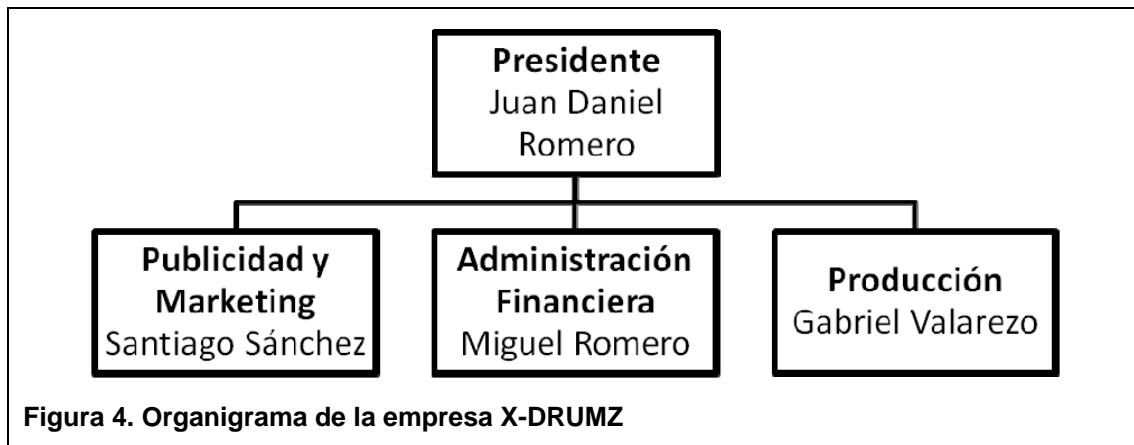 Presidente
Juan Daniel
Romero
Publicidad y
Marketing
Santiago Sánchez
Administración
Financiera
Miguel Romero
Producción
Gabriel Valarezo
Figura 4. Organigrama de la empresa X-DRUMZ